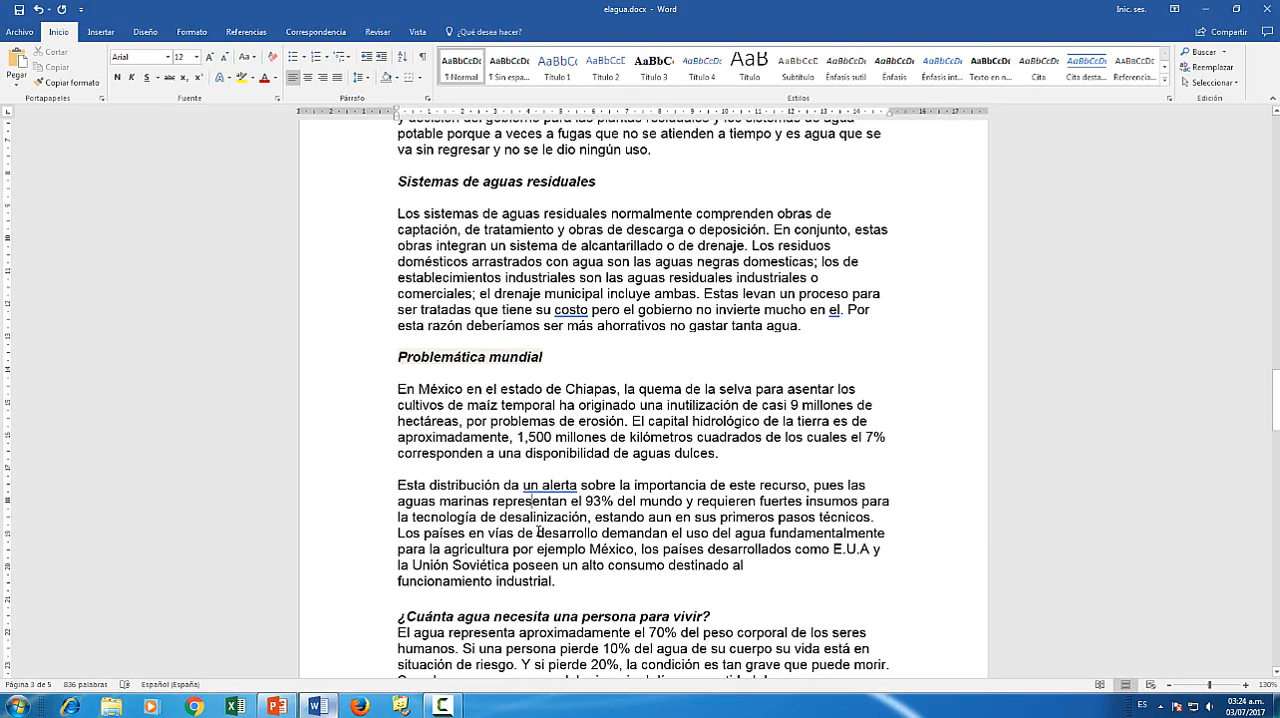 elagua.docx - Word
Inic. ses.
Archivo Inicio Insertar Diseño Formato Referencias Correspondencia Revisar Vista ¿Qué desea hacer? Compartir
Pegar
Cortar
Copiar
Copiar formato
Portapapeles
Arial 12
N K S
Fuente
Párrafo
AaBbCcDc AaBbCcDc AaBbC( AaBbCcC AaBbCc AaBbCcD AaB AaBbCcD AaBbCcDc AaBbCcDc AaBbCcDc AaBbCcDc AaBbCcDc AaBbCcDc AaBbCcDc
¶ Normal ¶ Sin espa... Título 1 Título 2 Título 3 Título 4 Título Subtítulo Énfasis sutil Énfasis Énfasis int... Texto en n... Cita Cita desta... Referencia...
Estilos
Buscar
Reemplazar
Seleccionar
Edición
potable porque a veces a fugas que no se atienden a tiempo y es agua que se
va sin regresar y no se le dio ningún uso.
Sistemas de aguas residuales
Los sistemas de aguas residuales normalmente comprenden obras de
captación, de tratamiento y obras de descarga o deposición. En conjunto, estas
obras integran un sistema de alcantarillado o de drenaje. Los residuos
domésticos arrastrados con agua son las aguas negras domesticas; los de
establecimientos industriales son las aguas residuales industriales o
comerciales; el drenaje municipal incluye ambas. Estas levan un proceso para
ser tratadas que tiene su costo pero el gobierno no invierte mucho en el. Por
esta razón deberíamos ser más ahorrativos no gastar tanta agua.
Problemática mundial
En México en el estado de Chiapas, la quema de la selva para asentar los
cultivos de maíz temporal ha originado una inutilización de casi 9 millones de
hectáreas, por problemas de erosión. El capital hidrológico de la tierra es de
aproximadamente, 1,500 millones de kilómetros cuadrados de los cuales el 7%
corresponden a una disponibilidad de aguas dulces.
Esta distribución da un alerta sobre la importancia de este recurso, pues las
aguas marinas representan el 93% del mundo y requieren fuertes insumos para
la tecnología de desalinización, estando aun en sus primeros pasos técnicos.
Los países en vías de desarrollo demandan el uso del agua fundamentalmente
para la agricultura por ejemplo México, los países desarrollados como E.U.A y
la Unión Soviética poseen un alto consumo destinado al
funcionamiento industrial.
¿Cuánta agua necesita una persona para vivir?
El agua representa aproximadamente el 70% del peso corporal de los seres
humanos. Si una persona pierde 10% del agua de su cuerpo su vida está en
situación de riesgo. Y si pierde 20%, la condición es tan grave que puede morir.
Página 3 de 5 836 palabras Español (España) 130%
ES 03:24 a.m.
03/07/2017